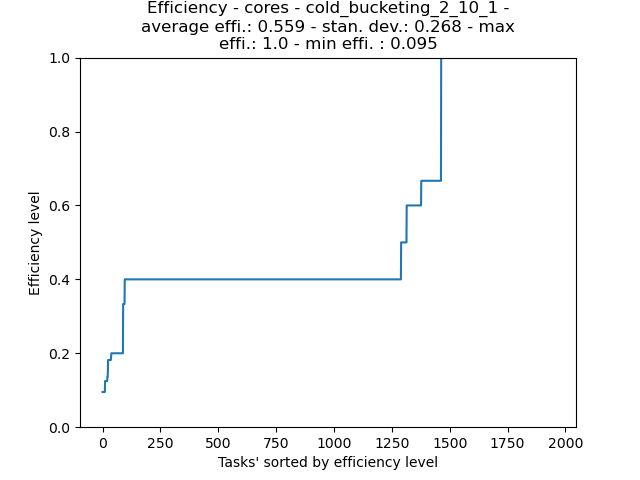 Efficiency - cores - cold_bucketing_2_10_1 -
average effi.: 0.559 - stan. dev.: 0.268 - max
effi.: 1.0 - min effi. : 0.095
1.0
0.8
0.6
0.4
0.2
0.0
Efficiency level
0 250 500 750 1000 1250 1500 1750 2000
Tasks' sorted by efficiency level